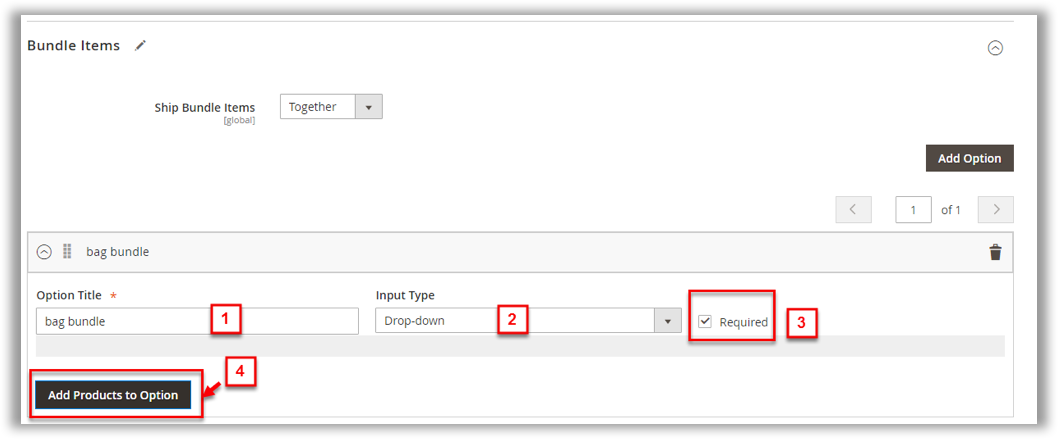 Bundle Items
Ship Bundle Items Together
[global]
Add Option
1 of 1
bag bundle
Option Title * Input Type
bag bundle 1 Drop-down 2 Required 3
4
Add Products to Option